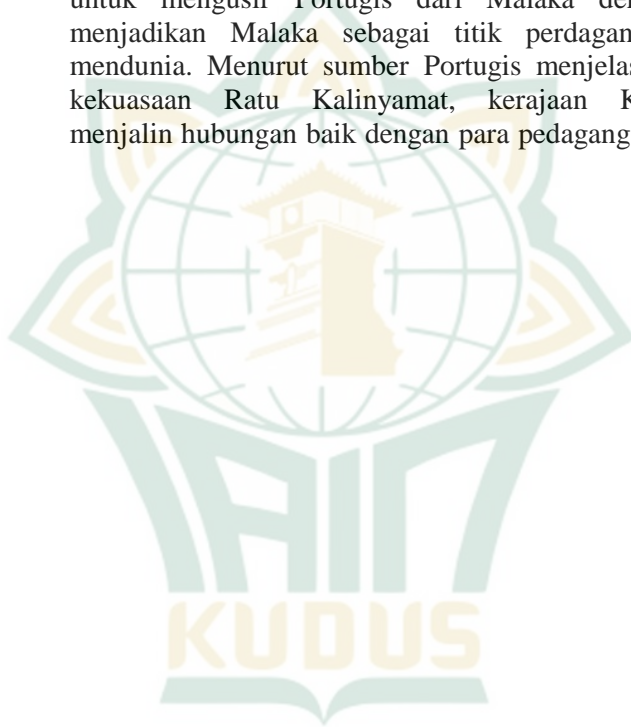 untuk mengusir Portugis dari Malaka
menjadikan Malaka sebagai titik
mendunia. Menurut sumber Portugis
kekuasaan Ratu Kalinyamat, kerajaan
menjalin hubungan baik dengan para pedagang
IAIN
KUDUS